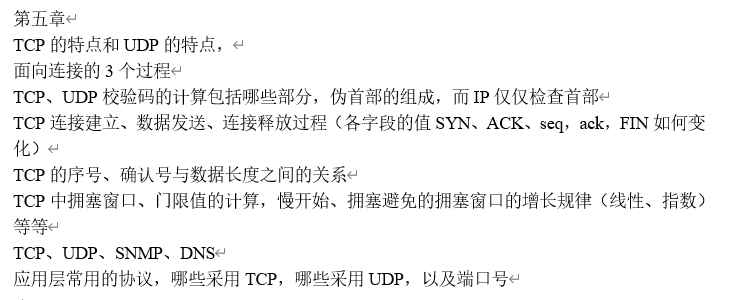 第五章
TCP 的特点和 UDP 的特点，
面向连接的 3 个过程
TCP、UDP 校验码的计算包括哪些部分，伪首部的组成，而 IP 仅仅检查首部
TCP 连接建立、数据发送、连接释放过程（各字段的值 SYN、ACK、seq，ack，FIN 如何变
化）
TCP 的序号、确认号与数据长度之间的关系
TCP 中拥塞窗口、门限值的计算，慢开始、拥塞避免的拥塞窗口的增长规律（线性、指数）
等等
TCP、UDP、SNMP、DNS
应用层常用的协议，哪些采用 TCP，哪些采用 UDP，以及端口号